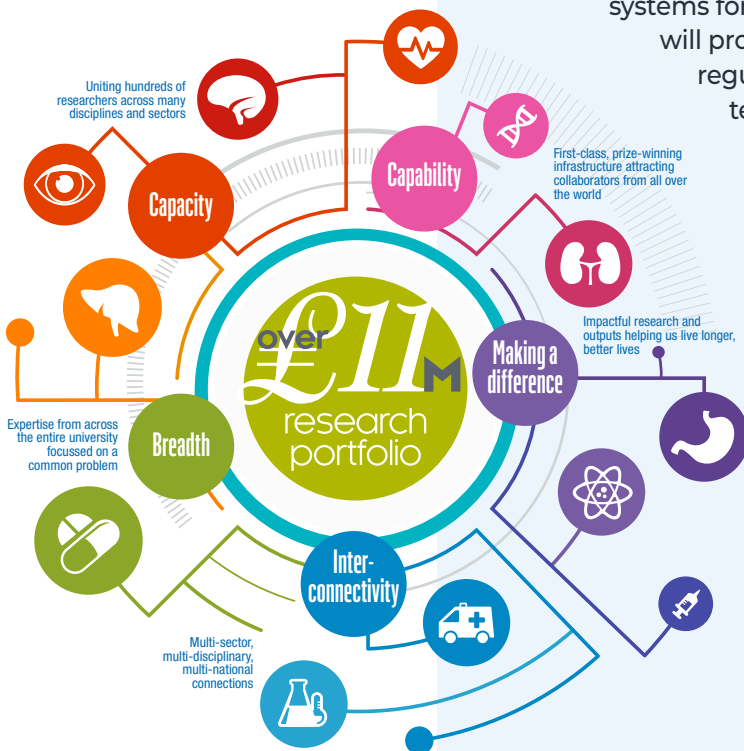 systems for
will pro
regu
te
Uniting hundreds of
researchers across many
disciplines and sectors
Capacity
Capability
First-class, prize-winning
infrastructure attracting
collaborators from all over
the world
Impactful research and
outputs helping us live longer,
better lives
Making a
difference
over
£11M
research
portfolio
Expertise from across
the entire university
focussed on a
common problem
Breadth
Inter-
connectivity
Multi-sector,
multi-disciplinary,
multi-national
connections